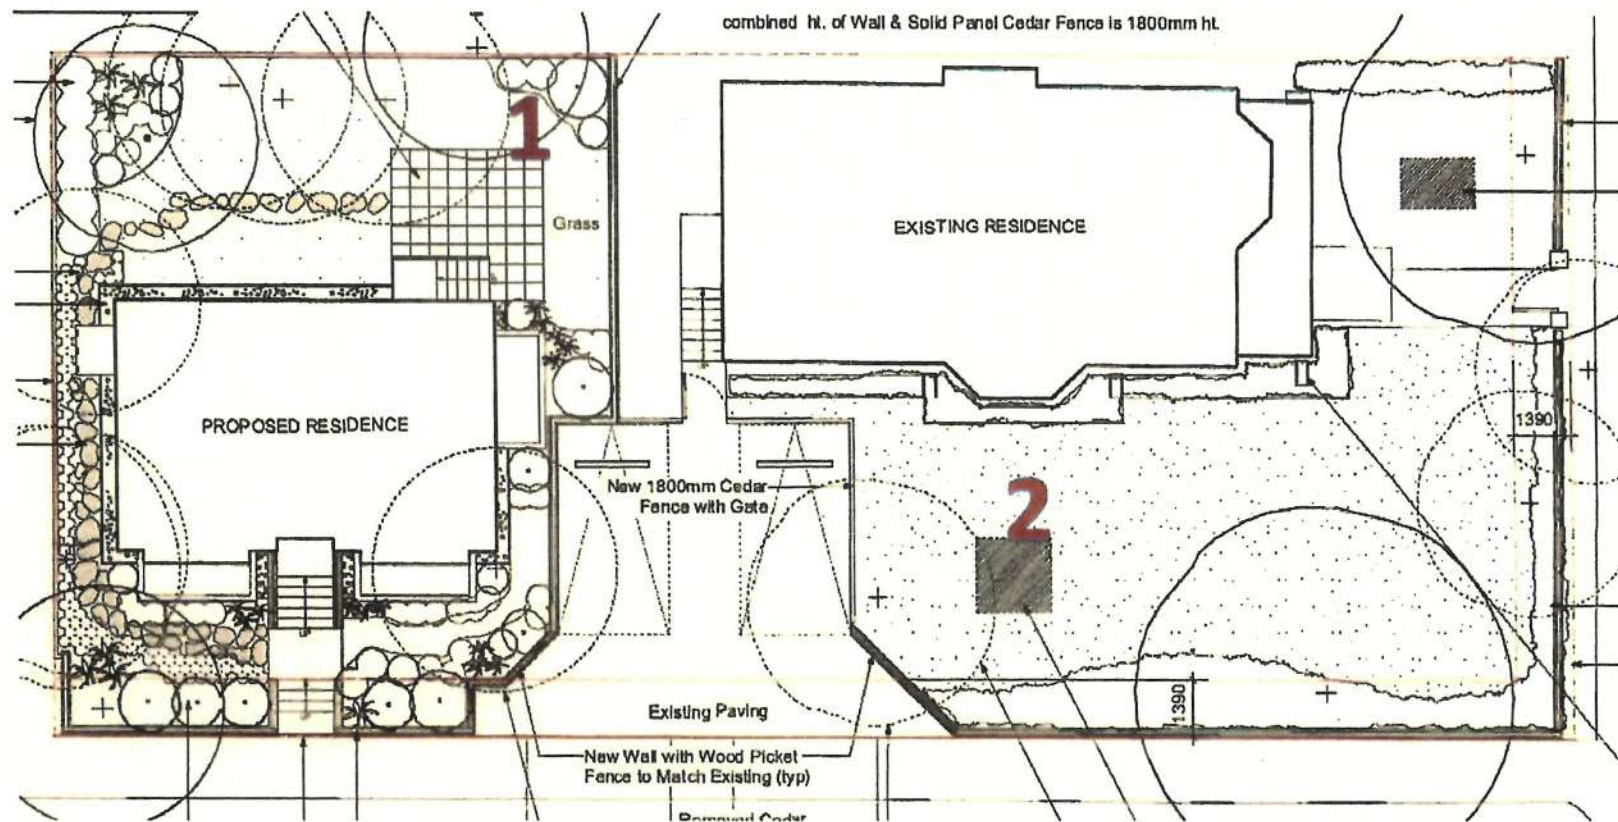 combined ht. of Wall & Solid Panel Cedar Fence is 1800mm ht.
1
Grass
EXISTING RESIDENCE
PROPOSED RESIDENCE
1390
New 1800mm Cedar
Fence with Gate
2
1390
Existing Paving
New Wall with Wood Picket
Fence to Match Existing (typ)
Removed Cedar